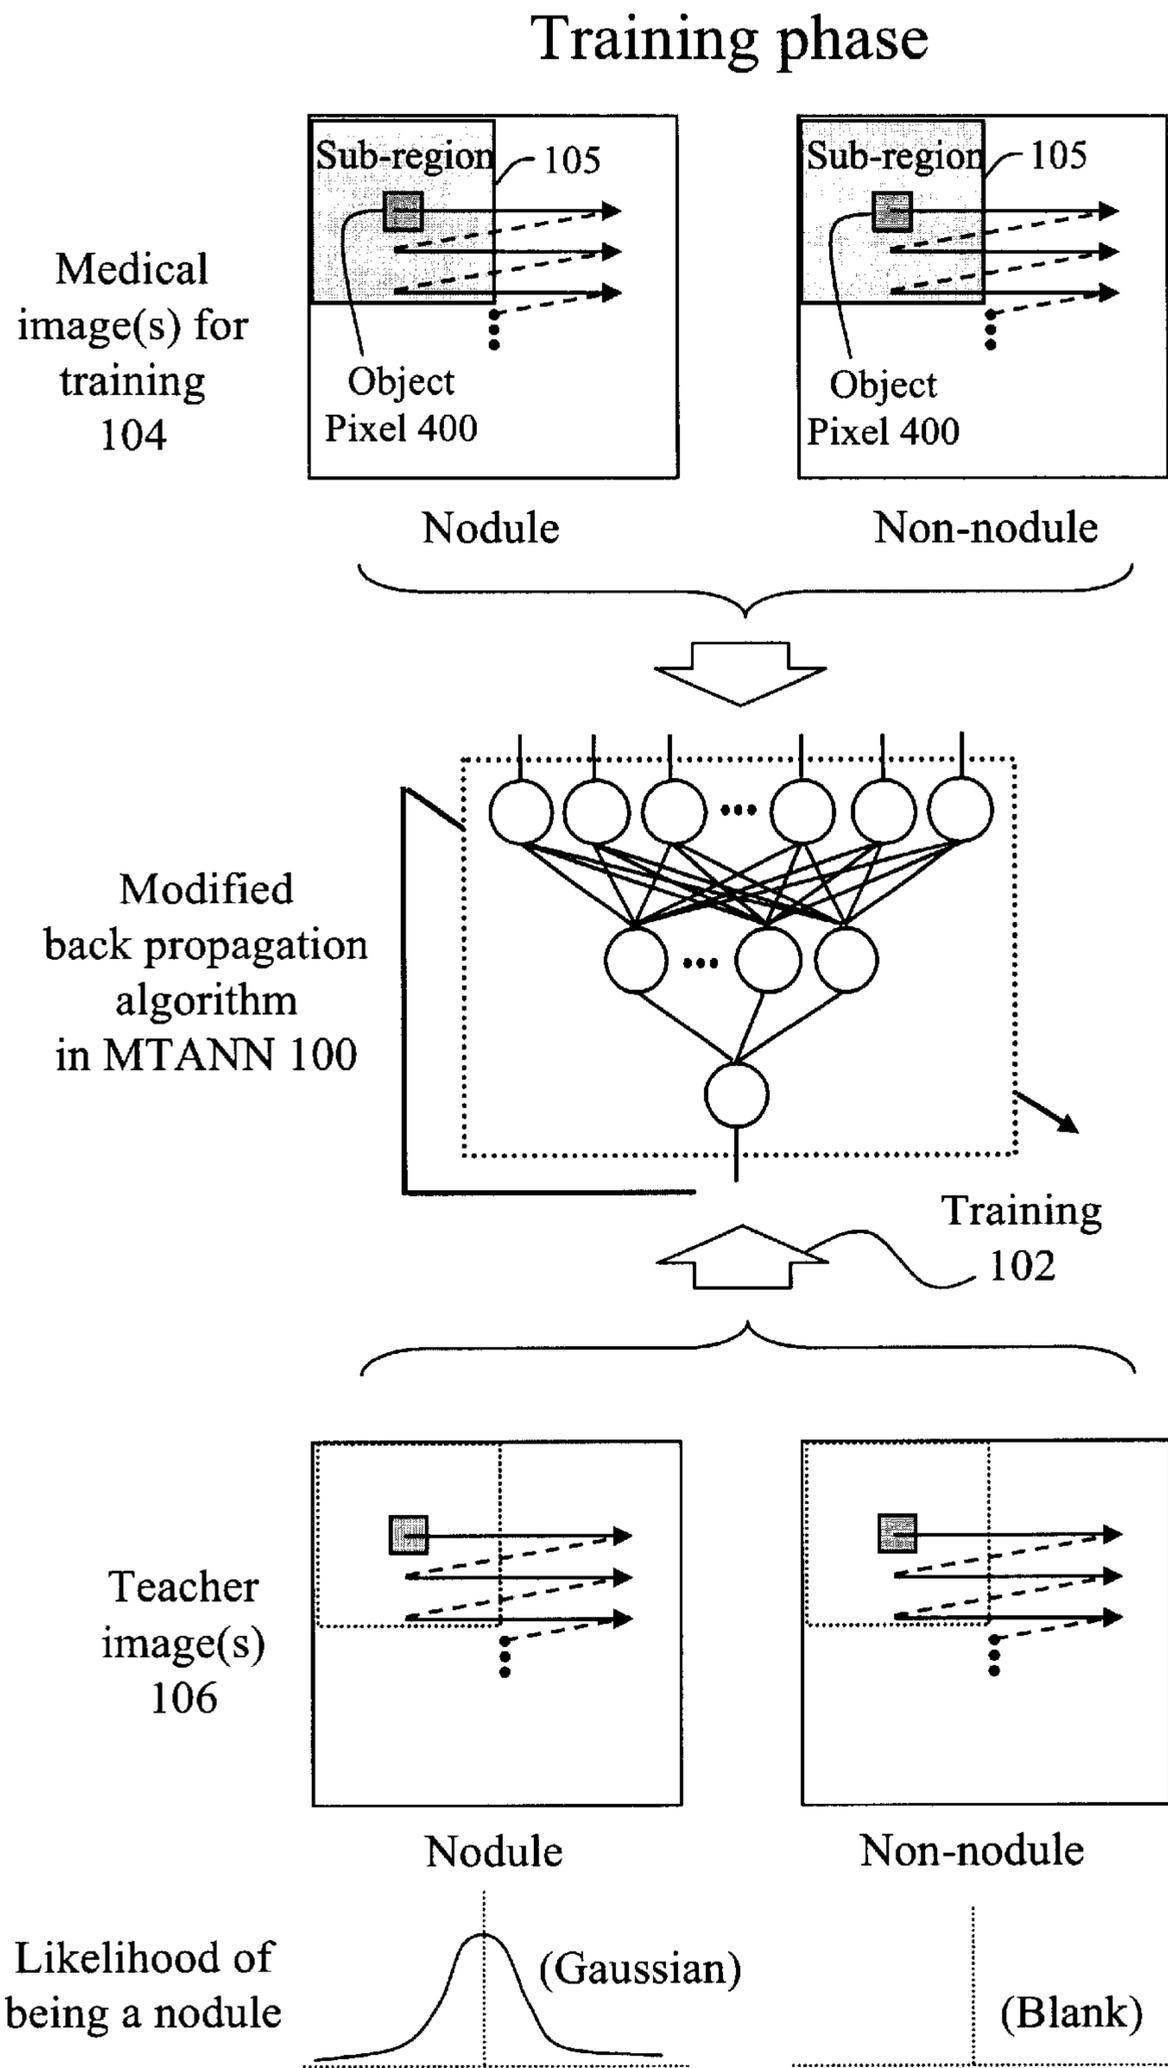 Training phase
Sub-region
105
Sub-region
105
Medical
image(s) for
training
104
Object
Pixel 400
Object
Pixel 400
Nodule
Non-nodule
Modified
back propagation
algorithm
in MTANN 100
Training
102
Teacher
image(s)
106
Nodule
Non-nodule
Likelihood of
being a nodule
(Gaussian)
(Blank)